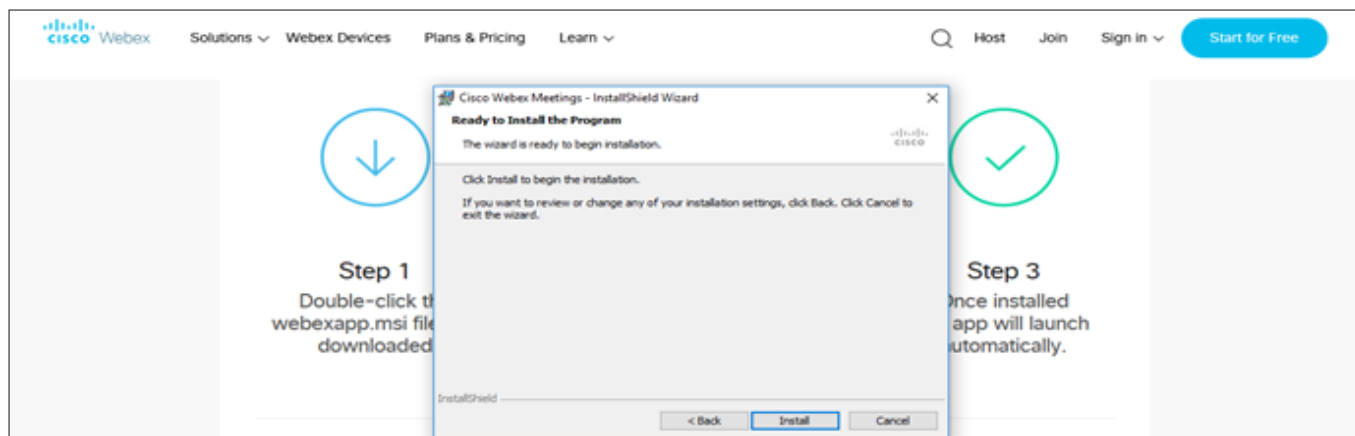 CISCO Webex Solutions Webex Devices Plans & Pricing Learn Host Join Sign in Start for Free
Cisco Webex Meetings - InstallShield Wizard
Ready to Install the Program
The wizard is ready to begin installation.
CISCO
Click Install to begin the installation.
If you want to review or change any of your installation settings, click Back. Click Cancel to
exit the wizard.
InstallShield
< Back Install Cancel
Step 1
Double-click th
webexapp.msi file
downloaded
Step 3
Once installed
app will launch
utomatically.